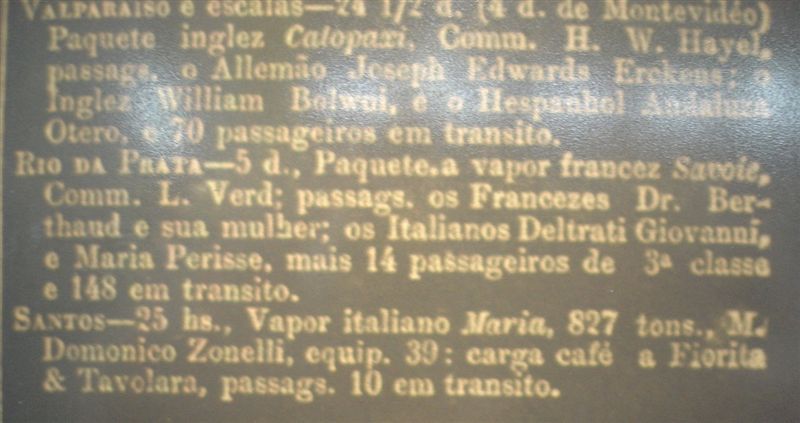 VALPARAISO e escalas—24 1/2 d. (4 d. de Montevidéo)
Paquete inglez Catopaxi, Comm. H. W. Hayel,
passags. o Allemão Joseph Edwards Erckens; o
Inglez William Bolwui, e o Hespanhol Andaluza
Otero, e 70 passageiros em transito.
RIO DA PRATA—5 d., Paquete.a vapor francez Savoie,
Comm. L. Verd; passags. os Francezes Dr. Ber-
thaud e sua mulher; os Italianos Deltrati Giovanni,
e Maria Perisse, mais 14 passageiros de 3ª classe
e 148 em transito.
SANTOS—25 hs., Vapor italiano Maria, 827 tons., M.
Domonico Zonelli, equip. 39: carga café a Fiorita
& Tavolara, passags. 10 em transito.